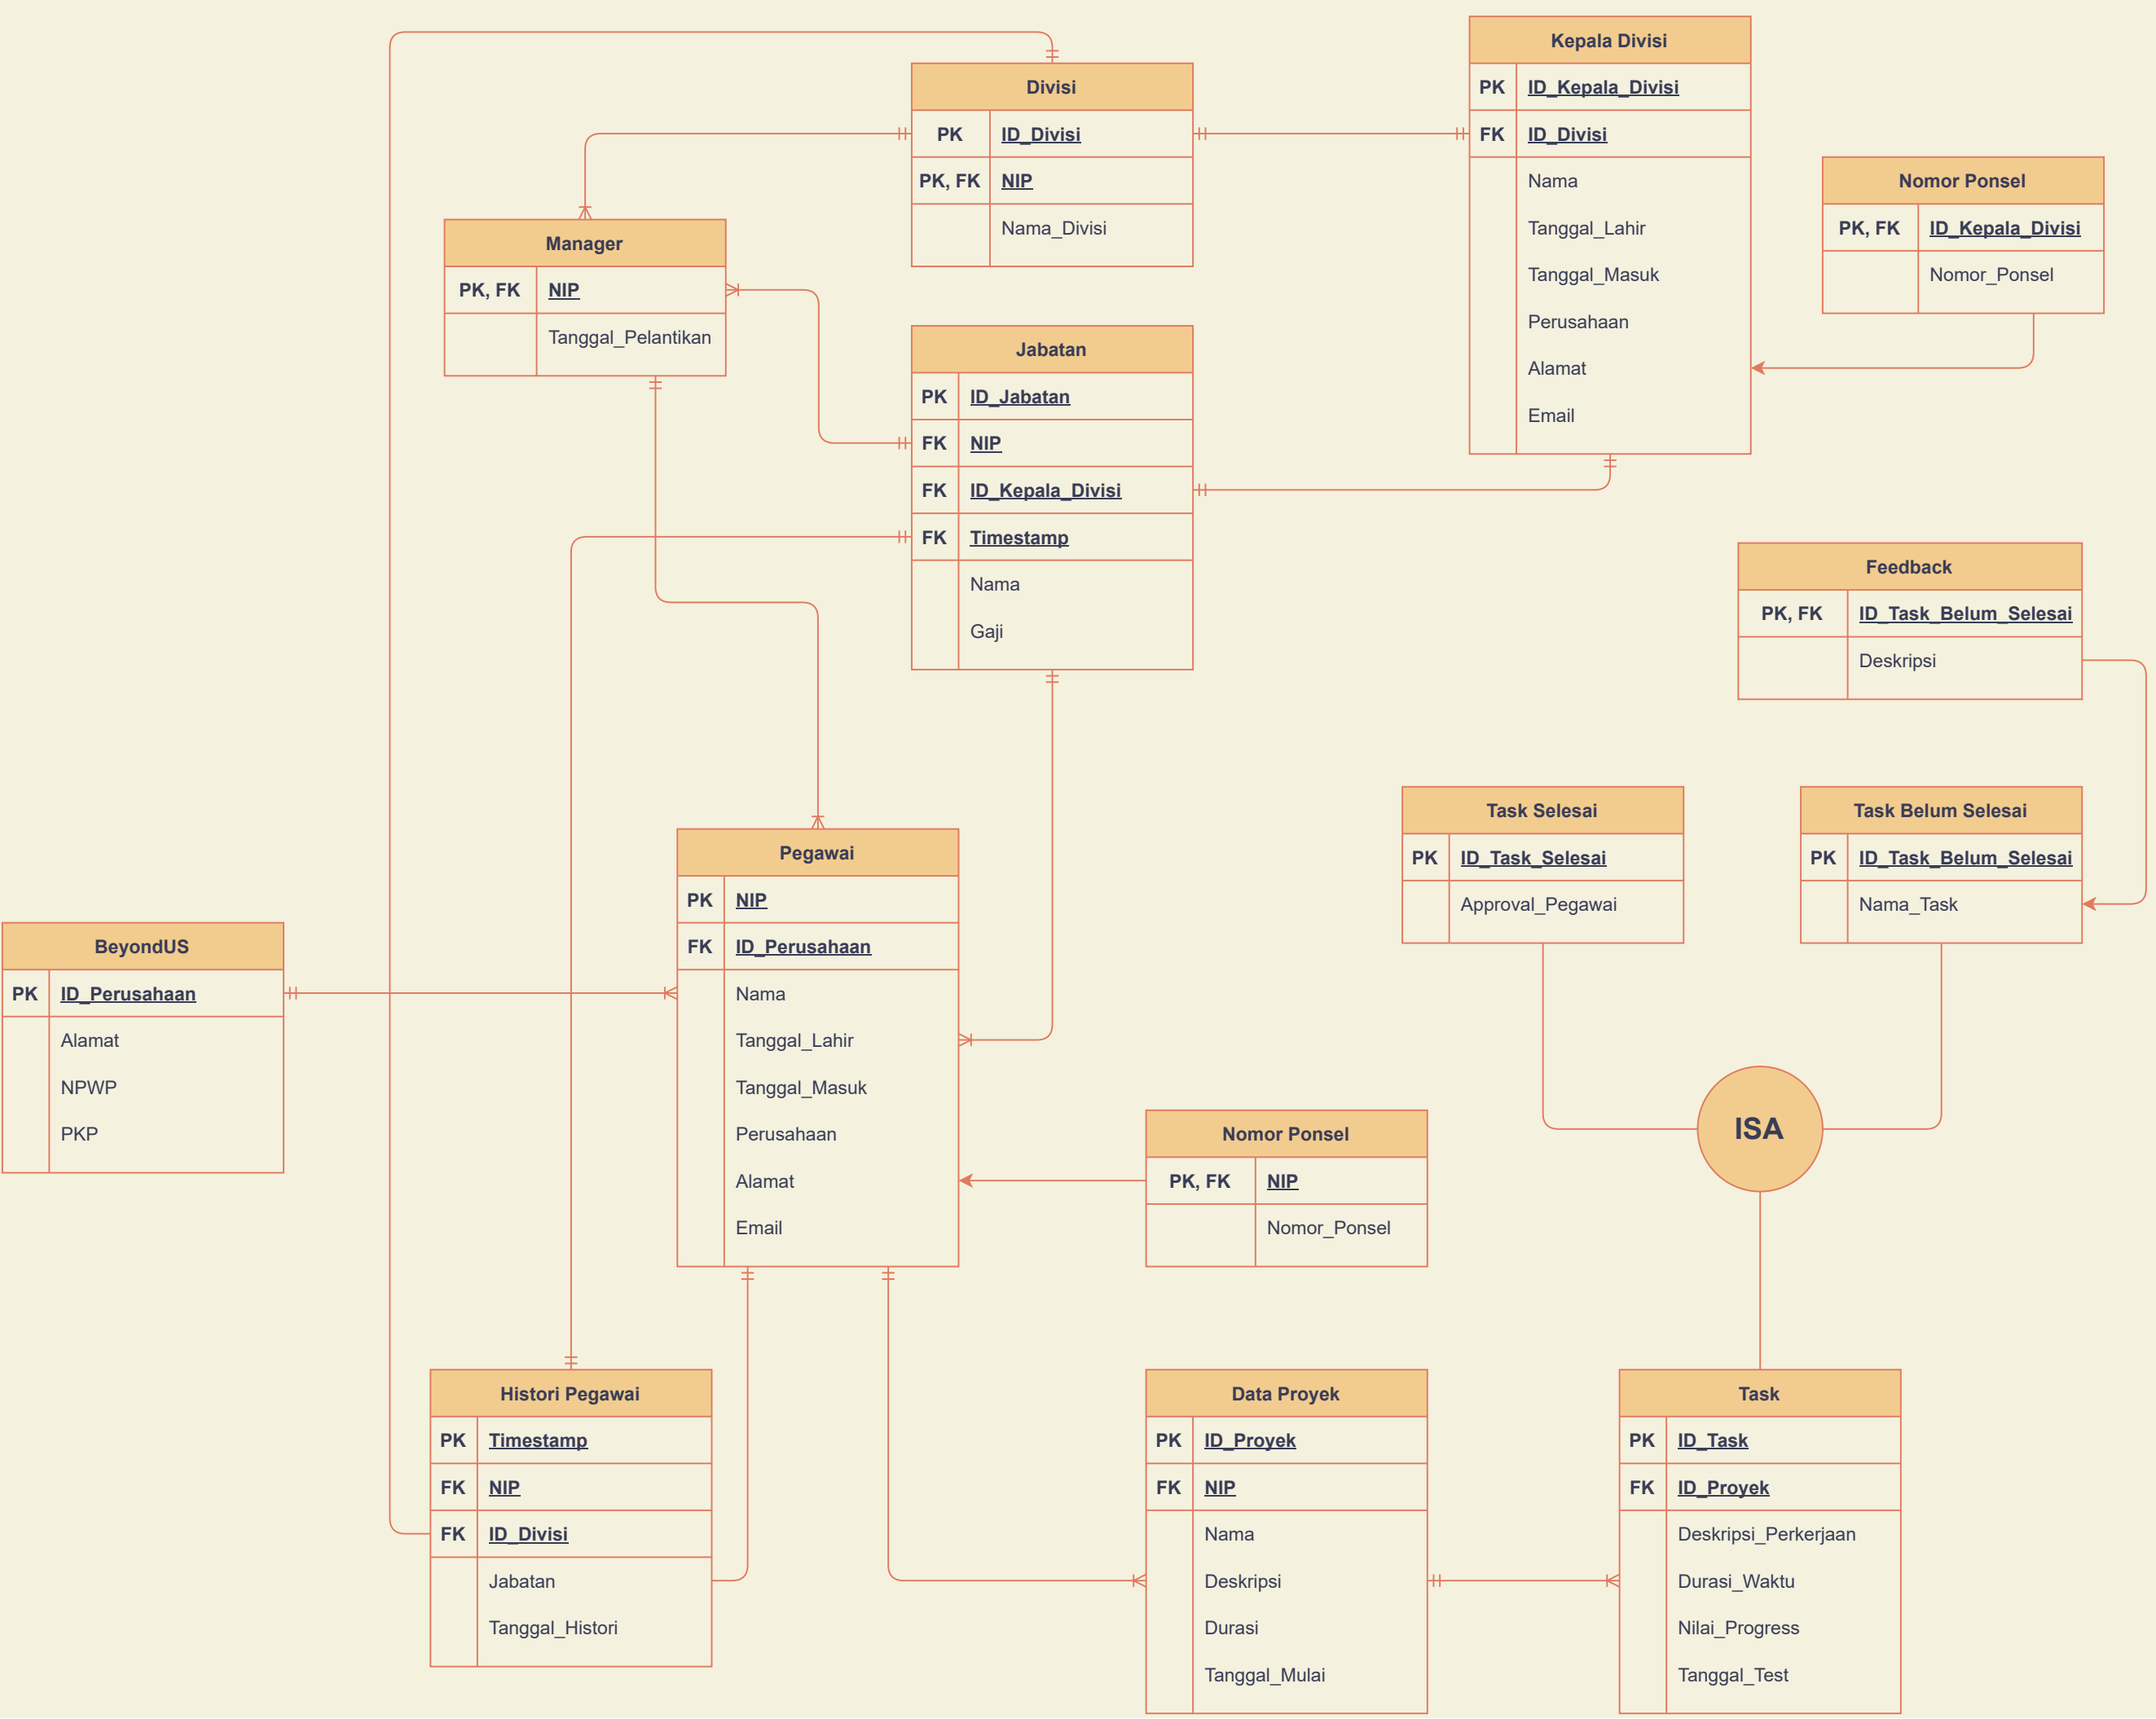 Divisi
PK ID_Divisi
PK, FK NIP
Nama_Divisi
Kepala Divisi
PK ID_Kepala_Divisi
FK ID_Divisi
Nama
Tanggal_Lahir
Tanggal_Masuk
Perusahaan
Alamat
Email
Nomor Ponsel
PK, FK ID_Kepala_Divisi
Nomor_Ponsel
Manager
PK, FK NIP
Tanggal_Pelantikan
Jabatan
PK ID_Jabatan
FK NIP
FK ID_Kepala_Divisi
FK Timestamp
Nama
Gaji
Feedback
PK, FK ID_Task_Belum_Selesai
Deskripsi
Task Selesai
PK ID_Task_Selesai
Approval_Pegawai
Task Belum Selesai
PK ID_Task_Belum_Selesai
Nama_Task
Pegawai
PK NIP
FK ID_Perusahaan
Nama
Tanggal_Lahir
Tanggal_Masuk
Perusahaan
Alamat
Email
BeyondUS
PK ID_Perusahaan
Alamat
NPWP
PKP
Nomor Ponsel
PK, FK NIP
Nomor_Ponsel
ISA
Histori Pegawai
PK Timestamp
FK NIP
FK ID_Divisi
Jabatan
Tanggal_Histori
Data Proyek
PK ID_Proyek
FK NIP
Nama
Deskripsi
Durasi
Tanggal_Mulai
Task
PK ID_Task
FK ID_Proyek
Deskripsi_Perkerjaan
Durasi_Waktu
Nilai_Progress
Tanggal_Test